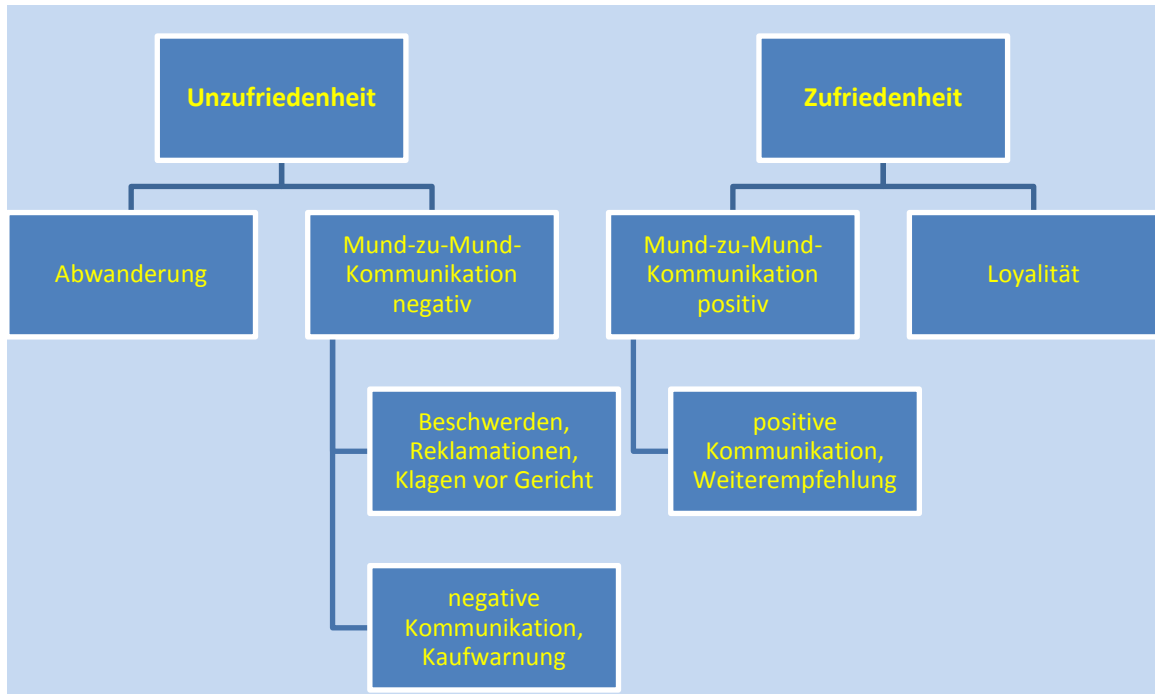 Unzufriedenheit
Zufriedenheit
Abwanderung
Mund-zu-Mund-
Kommunikation
negativ
Mund-zu-Mund-
Kommunikation
positiv
Loyalität
Beschwerden,
Reklamationen,
Klagen vor Gericht
positive
Kommunikation,
Weiterempfehlung
negative
Kommunikation,
Kaufwarnung